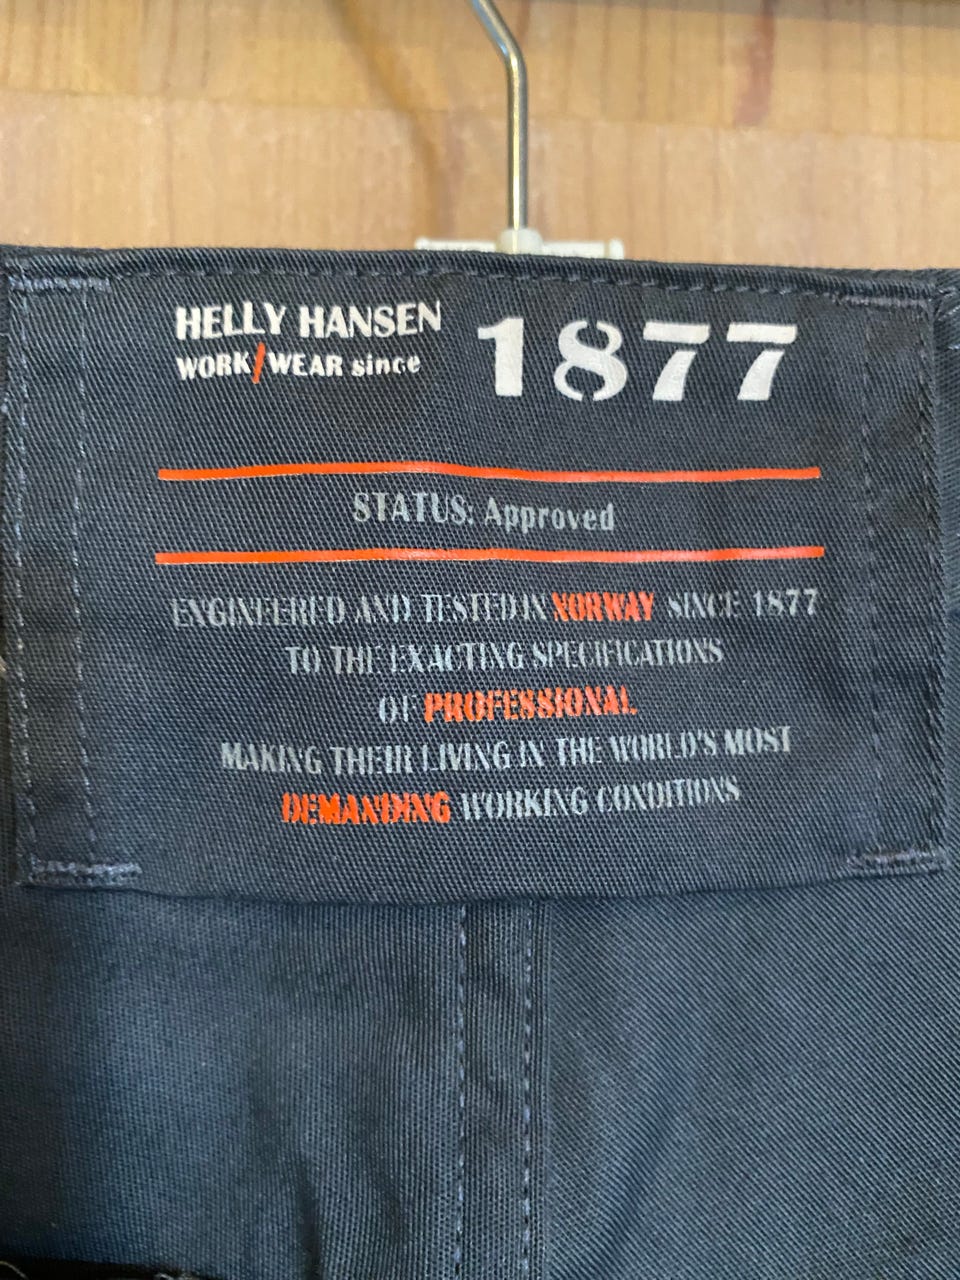 HELLY HANSEN
WORK/WEAR since
1877
STATUS: Approved
ENGINEERED AND TESTED IN NORWAY SINCE 1877
TO THE EXACTING SPECIFICATIONS
OF PROFESSIONAL
MAKING THEIR LIVING IN THE WORLD'S MOST
DEMANDING WORKING CONDITIONS